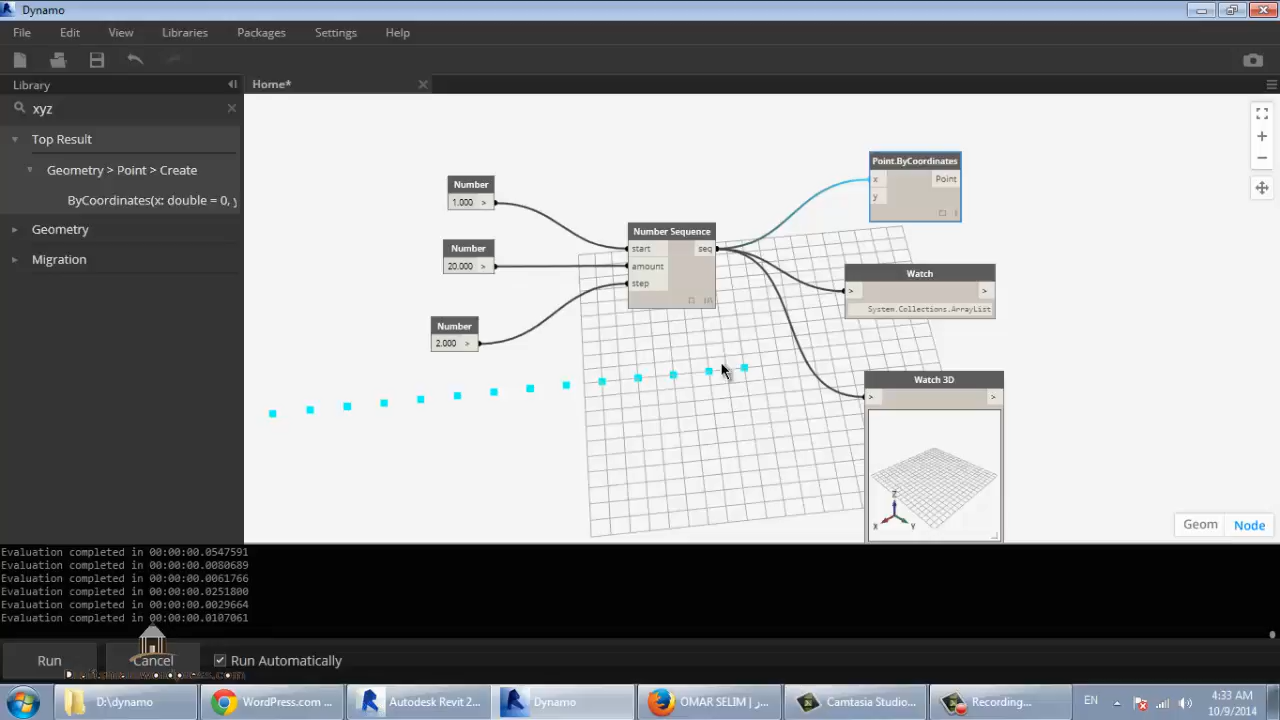 Dynamo
File Edit View Libraries Packages Settings Help
Library
Home*
xyz
Top Result
Geometry > Point > Create
ByCoordinates(x: double = 0, y
Geometry
Migration
Number
1.000 >
Number
20.000 >
Number
2.000 >
Number Sequence
start seq
amount
step
Point.ByCoordinates
x Point
y
Watch
> >
System.Collections.ArrayList
Watch 3D
> >
Z
X Y
Geom Node
Evaluation completed in 00:00:00.0547591
Evaluation completed in 00:00:00.0080689
Evaluation completed in 00:00:00.0061766
Evaluation completed in 00:00:00.0251800
Evaluation completed in 00:00:00.0029664
Evaluation completed in 00:00:00.0107061
Run Cancel Run Automatically
D:\dynamo
WordPress.com ...
Autodesk Revit 2...
Dynamo
OMAR SELIM | ...
Camtasia Studio...
Recording...
EN
4:33 AM
10/9/2014